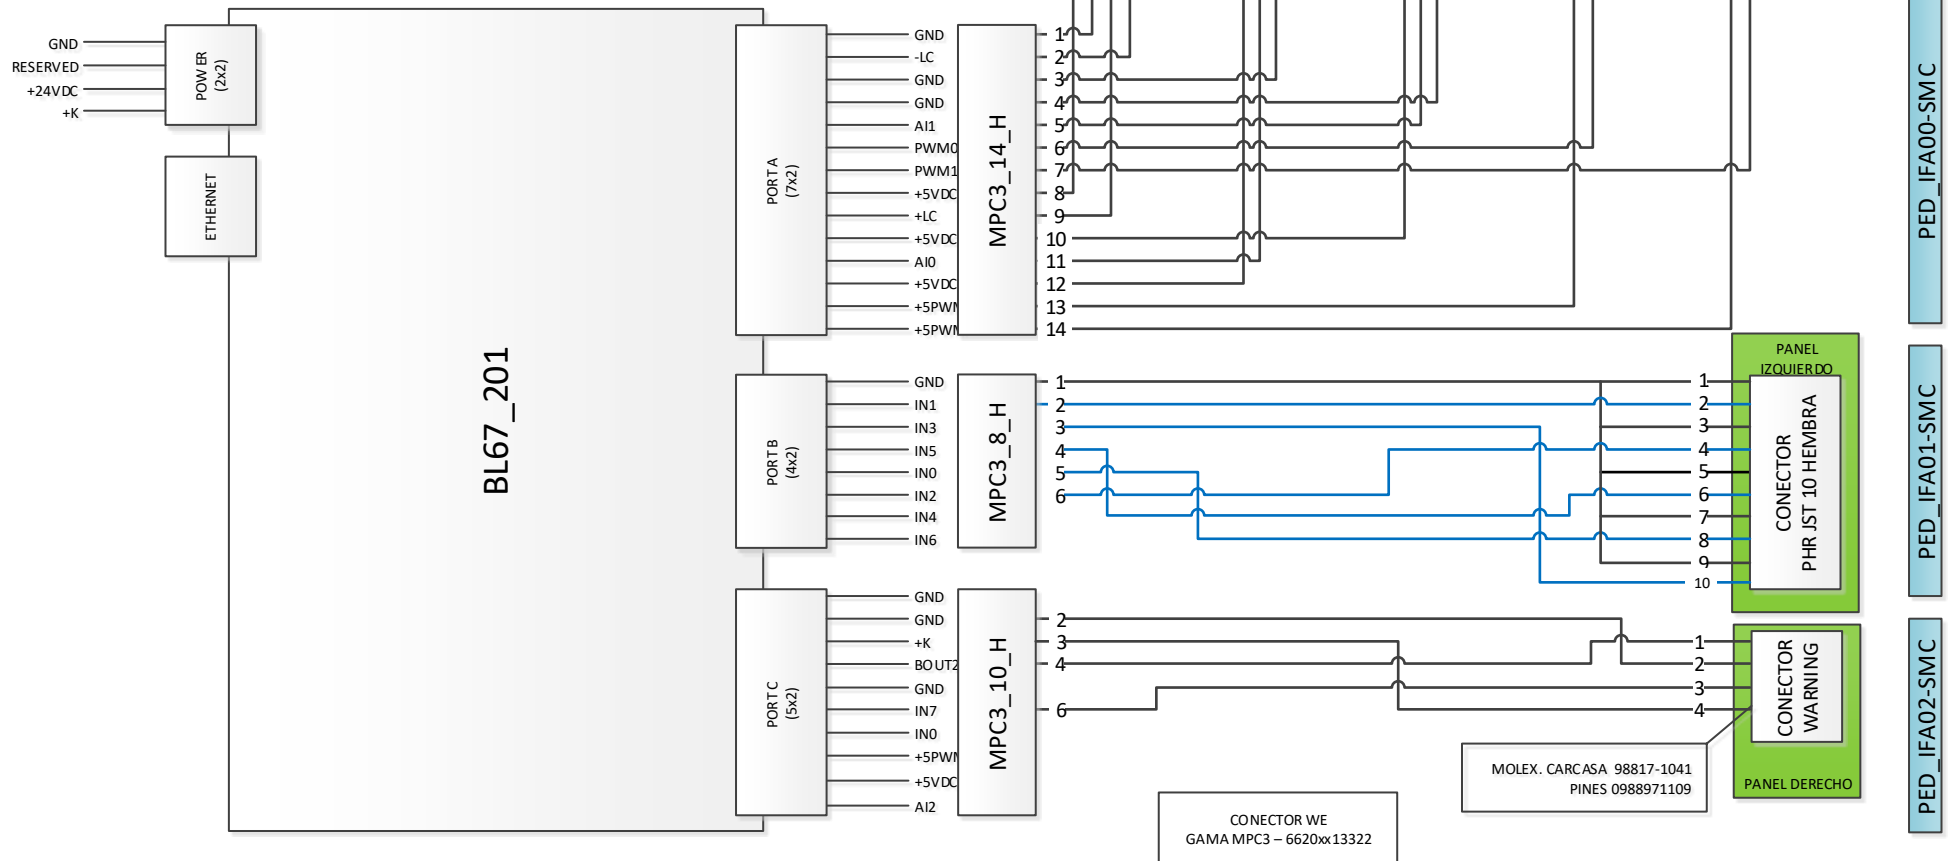 GND
RESERVED
+24VDC
+K
POWER
(2x2)
ETHERNET
BL67_201
PORT A
(7x2)
GND
-LC
GND
GND
AI1
PWM0
PWM1
+5VDC
+LC
+5VDC
AI0
+5VDC
+5PWM
+5PWM
MPC3_14_H
1
2
3
4
5
6
7
8
9
10
11
12
13
14
PED_IFA00-SMC
PORT B
(4x2)
GND
IN1
IN3
IN5
IN0
IN2
IN4
IN6
MPC3_8_H
1
2
3
4
5
6
PANEL
IZQUIERDO
1
2
3
4
5
6
7
8
9
10
CONECTOR
PHR JST 10 HEMBRA
PED_IFA01-SMC
PORT C
(5x2)
GND
GND
+K
BOUT2
GND
IN7
IN0
+5PWM
+5VDC
AI2
MPC3_10_H
2
3
4
6
1
2
3
4
CONECTOR
WARNING
PANEL DERECHO
PED_IFA02-SMC
MOLEX. CARCASA 98817-1041
PINES 0988971109
CONECTOR WE
GAMA MPC3 – 6620xx13322